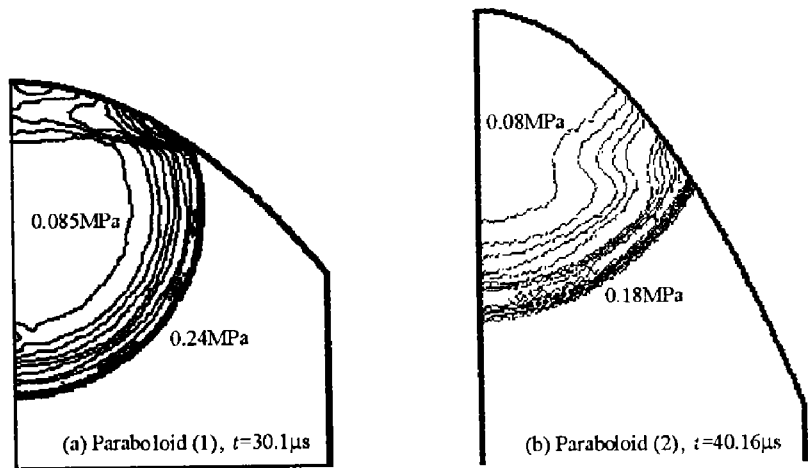 0.085MPa
0.24MPa
(a) Paraboloid (1), t=30.1μs
0.08MPa
0.18MPa
(b) Paraboloid (2), t=40.16μs